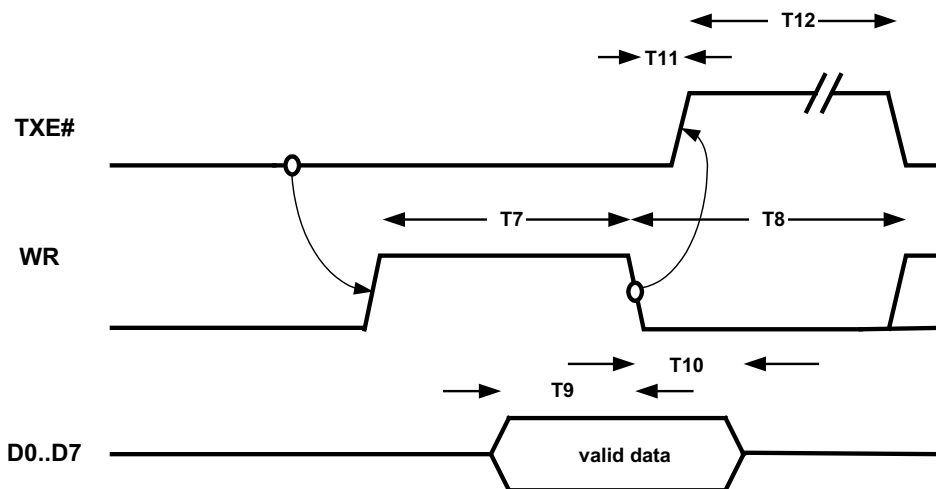 T12
T11
TXE#
T7
T8
WR
T10
T9
D0..D7
valid data